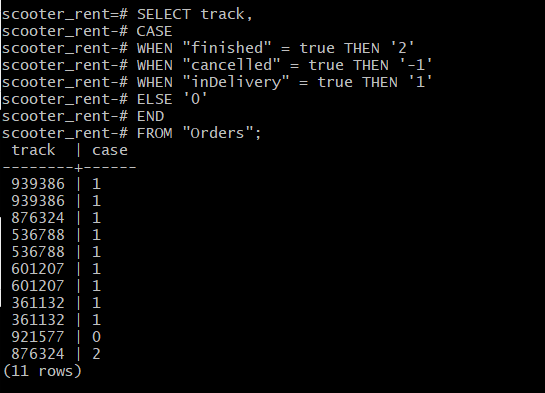 scooter_rent=# SELECT track,
scooter_rent-# CASE
scooter_rent-# WHEN "finished" = true THEN '2'
scooter_rent-# WHEN "cancelled" = true THEN '-1'
scooter_rent-# WHEN "inDelivery" = true THEN '1'
scooter_rent-# ELSE '0'
scooter_rent-# END
scooter_rent-# FROM "Orders";
 track  | case
--------+------
 939386 | 1
 939386 | 1
 876324 | 1
 536788 | 1
 536788 | 1
 601207 | 1
 601207 | 1
 361132 | 1
 361132 | 1
 921577 | 0
 876324 | 2
(11 rows)